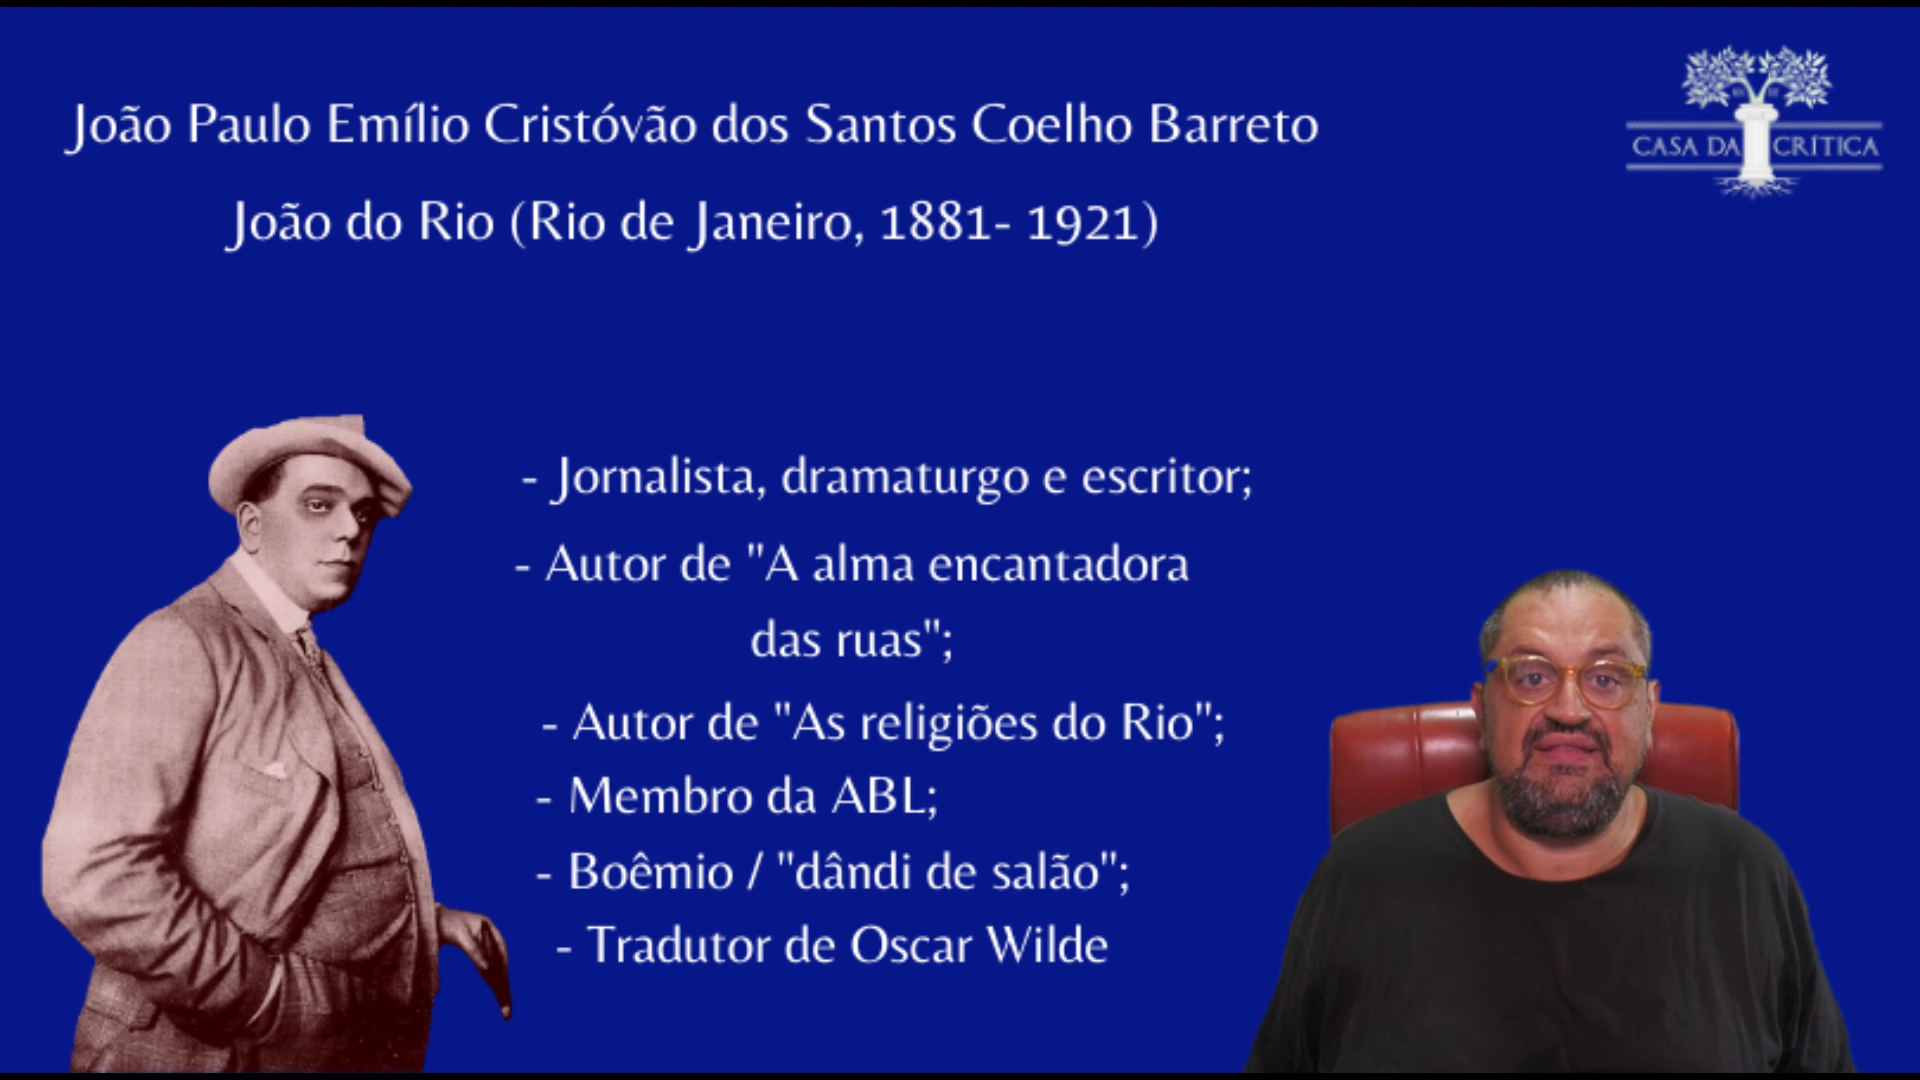 João Paulo Emílio Cristóvão dos Santos Coelho Barreto
CASA DA CRÍTICA
João do Rio (Rio de Janeiro, 1881- 1921)
- Jornalista, dramaturgo e escritor;
- Autor de "A alma encantadora
das ruas";
- Autor de "As religiões do Rio";
- Membro da ABL;
- Boêmio / "dândi de salão";
- Tradutor de Oscar Wilde